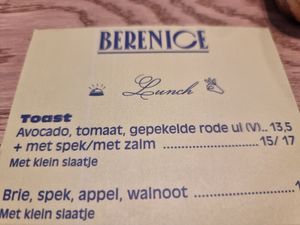 BERENICE
Lunch
Toast
Avocado, tomaat, gepekelde rode ui (V).. 13,5
+ met spek/met zalm .................... 15/ 17
Met klein slaatje
Brie, spek, appel, walnoot ................ 1
Met klein slaatje